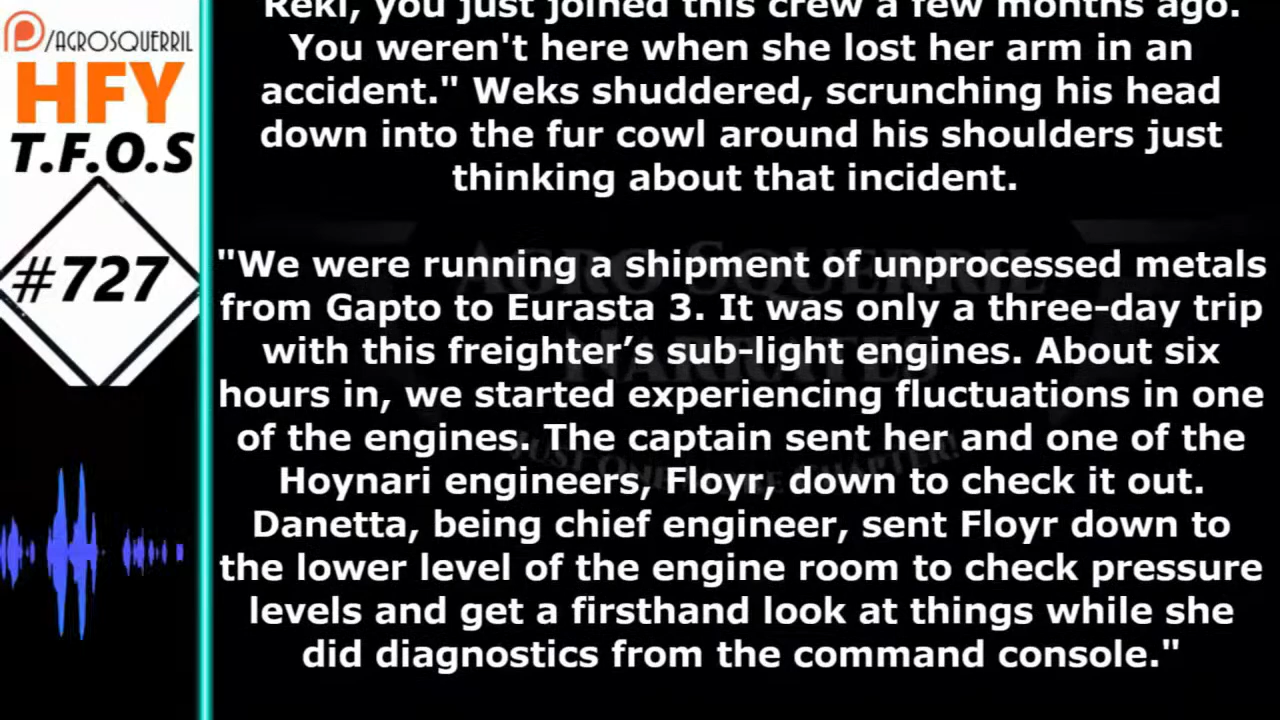 /AGROSQUERRIL
HFY
T.F.O.S
#727
Reki, you just joined this crew a few months ago.
You weren't here when she lost her arm in an
accident." Weks shuddered, scrunching his head
down into the fur cowl around his shoulders just
thinking about that incident.
"We were running a shipment of unprocessed metals
from Gapto to Eurasta 3. It was only a three-day trip
with this freighter’s sub-light engines. About six
hours in, we started experiencing fluctuations in one
of the engines. The captain sent her and one of the
Hoynari engineers, Floyr, down to check it out.
Danetta, being chief engineer, sent Floyr down to
the lower level of the engine room to check pressure
levels and get a firsthand look at things while she
did diagnostics from the command console."
AGRO SQUERRIL
NARRATES